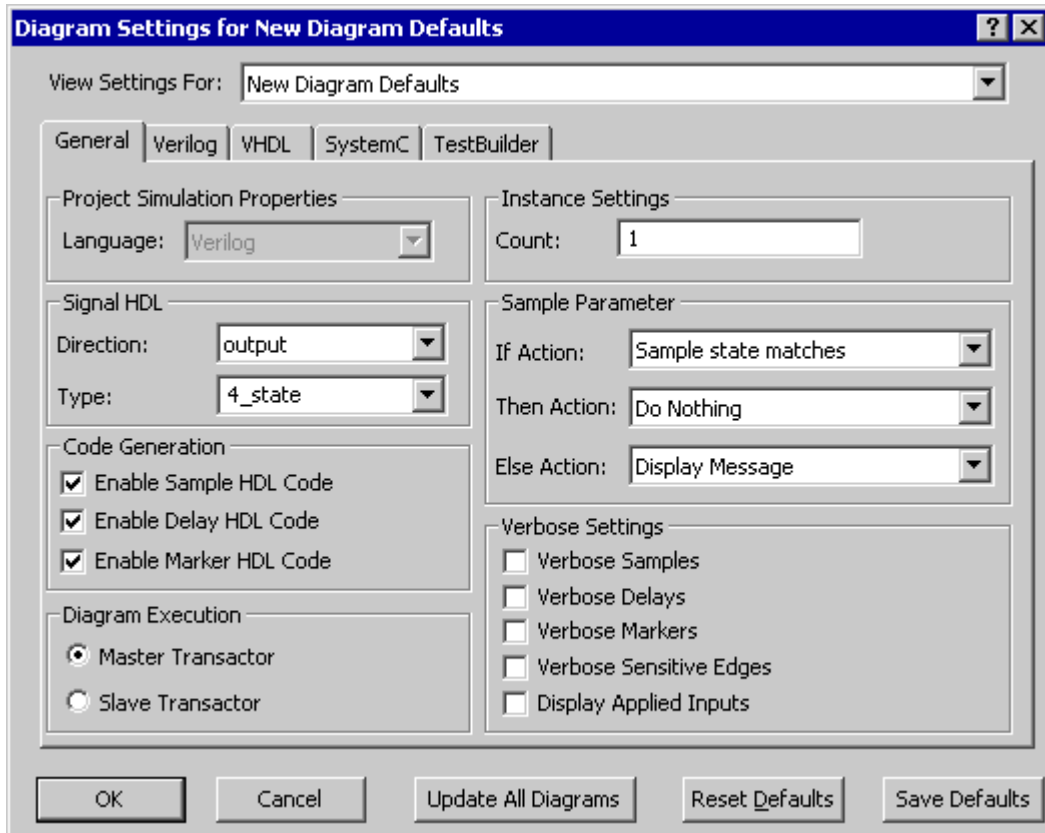 Diagram Settings for New Diagram Defaults
View Settings For: New Diagram Defaults
General Verilog VHDL SystemC TestBuilder
Project Simulation Properties
Language: Verilog
Signal HDL
Direction: output
Type: 4_state
Code Generation
Enable Sample HDL Code
Enable Delay HDL Code
Enable Marker HDL Code
Diagram Execution
Master Transactor
Slave Transactor
Instance Settings
Count: 1
Sample Parameter
If Action: Sample state matches
Then Action: Do Nothing
Else Action: Display Message
Verbose Settings
Verbose Samples
Verbose Delays
Verbose Markers
Verbose Sensitive Edges
Display Applied Inputs
OK Cancel Update All Diagrams Reset Defaults Save Defaults